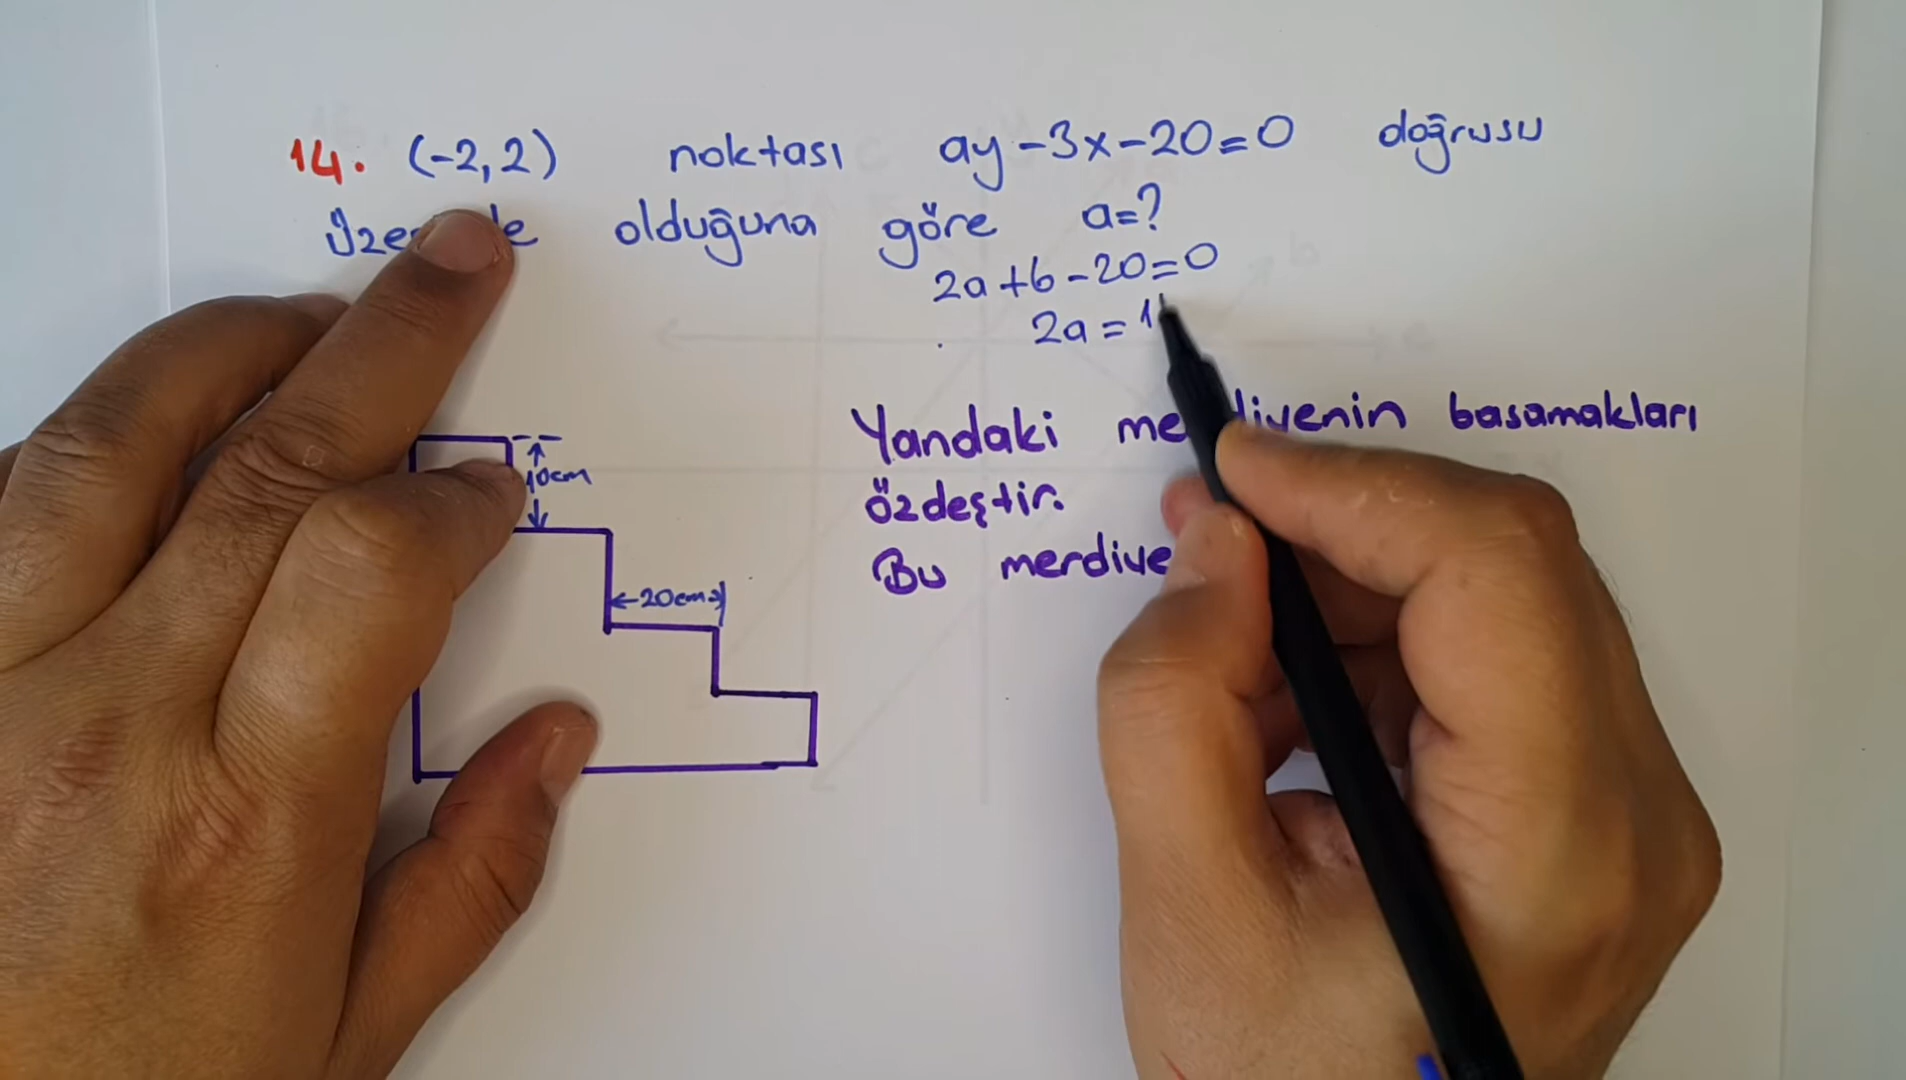 14. (-2,2) noktası ay-3x-20=0 doğrusu
olduğuna göre a=?
2a+6-20=0
2a=1
10cm
20cm
Yandaki basamakları
özdeştir.
Bu